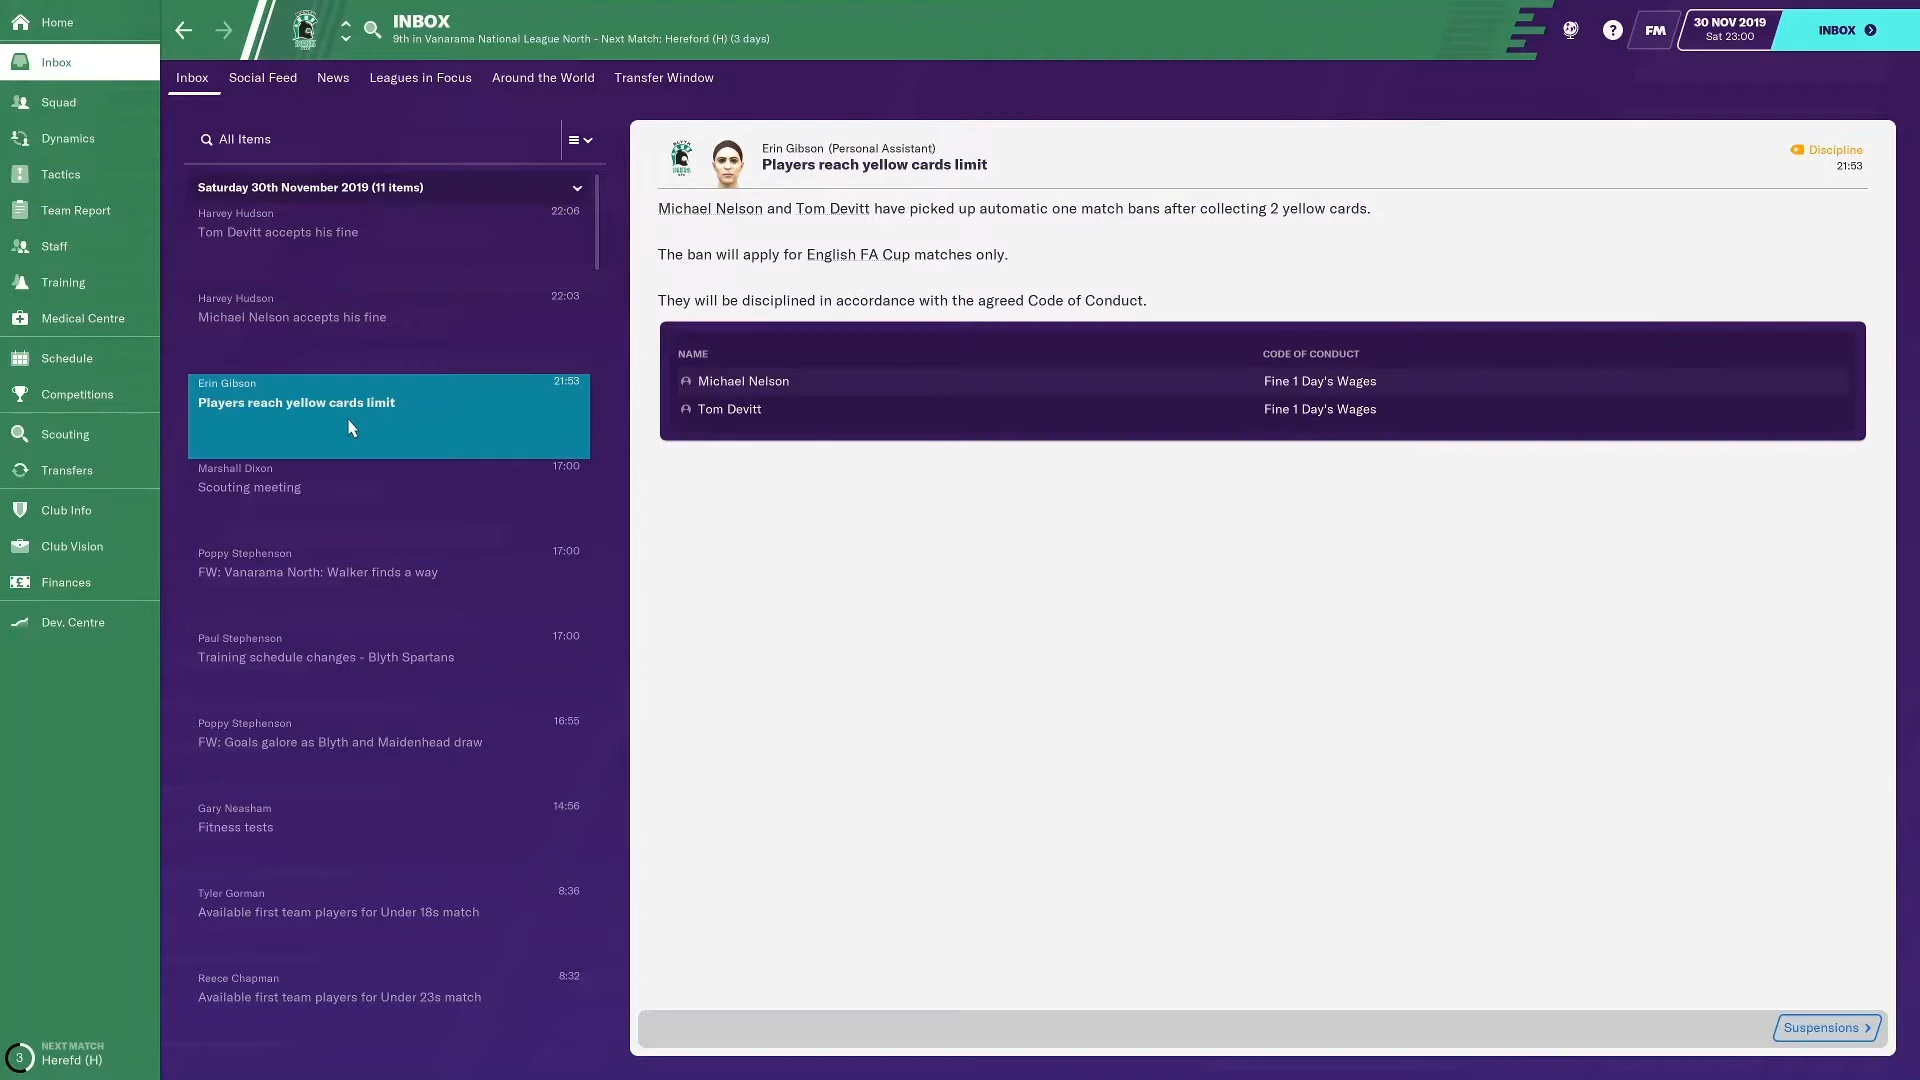 Home
Inbox
Squad
Dynamics
Tactics
Team Report
Staff
Training
Medical Centre
Schedule
Competitions
Scouting
Transfers
Club Info
Club Vision
Finances
Dev. Centre
3
NEXT MATCH
Herefd (H)
INBOX
9th in Vanarama National League North - Next Match: Hereford (H) (3 days)
?
FM
30 NOV 2019
Sat 23:00
INBOX
Inbox Social Feed News Leagues in Focus Around the World Transfer Window
All Items
Saturday 30th November 2019 (11 items)
Harvey Hudson 22:06
Tom Devitt accepts his fine
Harvey Hudson 22:03
Michael Nelson accepts his fine
Erin Gibson 21:53
Players reach yellow cards limit
Marshall Dixon 17:00
Scouting meeting
Poppy Stephenson 17:00
FW: Vanarama North: Walker finds a way
Paul Stephenson 17:00
Training schedule changes - Blyth Spartans
Poppy Stephenson 16:55
FW: Goals galore as Blyth and Maidenhead draw
Gary Neasham 14:56
Fitness tests
Tyler Gorman 8:36
Available first team players for Under 18s match
Reece Chapman 8:32
Available first team players for Under 23s match
Erin Gibson (Personal Assistant)
Players reach yellow cards limit
Discipline
21:53
Michael Nelson and Tom Devitt have picked up automatic one match bans after collecting 2 yellow cards.
The ban will apply for English FA Cup matches only.
They will be disciplined in accordance with the agreed Code of Conduct.
NAME CODE OF CONDUCT
Michael Nelson Fine 1 Day's Wages
Tom Devitt Fine 1 Day's Wages
Suspensions